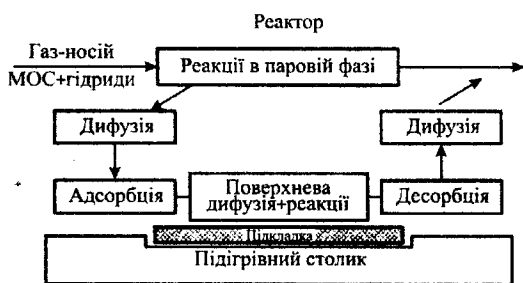 Реактор
Газ-носій
МОС+гідриди
Реакції в паровій фазі
Дифузія
Дифузія
Адсорбція
Поверхнева
дифузія+реакції
Десорбція
Підкладка
Підігрівний столик